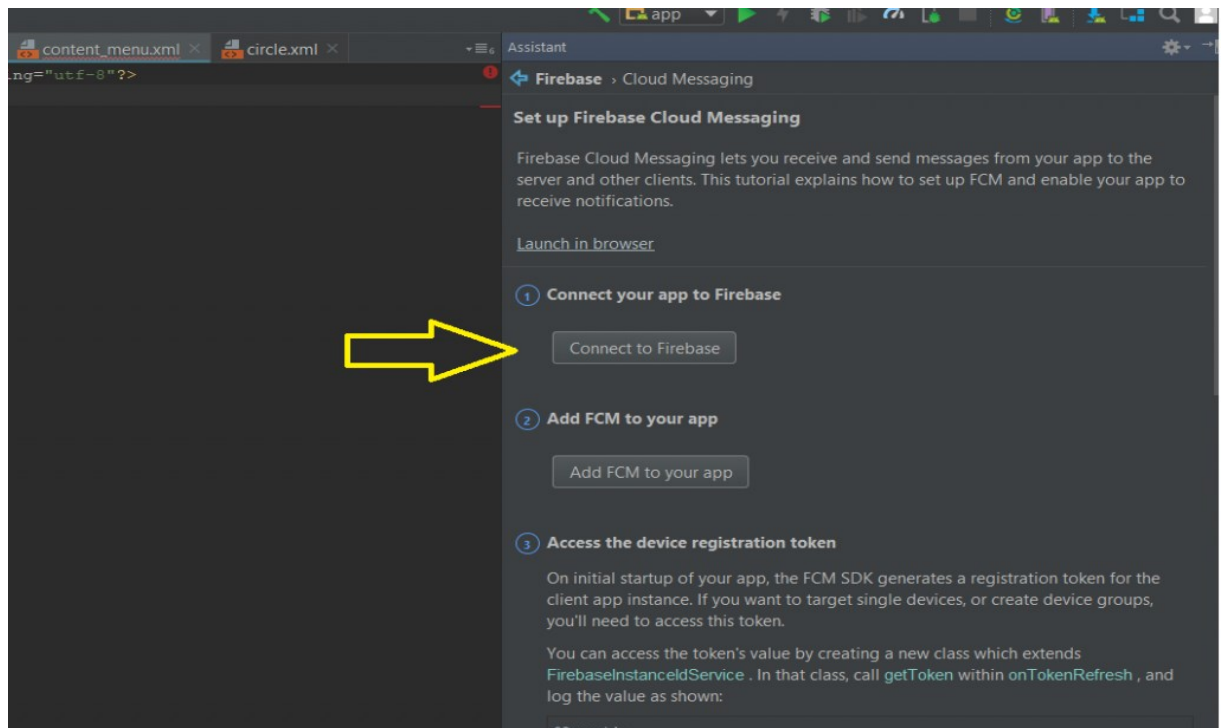 app
content_menu.xml
circle.xml
Assistant
ng="utf-8"?>
Firebase › Cloud Messaging
Set up Firebase Cloud Messaging
Firebase Cloud Messaging lets you receive and send messages from your app to the
server and other clients. This tutorial explains how to set up FCM and enable your app to
receive notifications.
Launch in browser
1 Connect your app to Firebase
Connect to Firebase
2 Add FCM to your app
Add FCM to your app
3 Access the device registration token
On initial startup of your app, the FCM SDK generates a registration token for the
client app instance. If you want to target single devices, or create device groups,
you'll need to access this token.
You can access the token's value by creating a new class which extends
FirebaseInstanceIdService . In that class, call getToken within onTokenRefresh , and
log the value as shown: